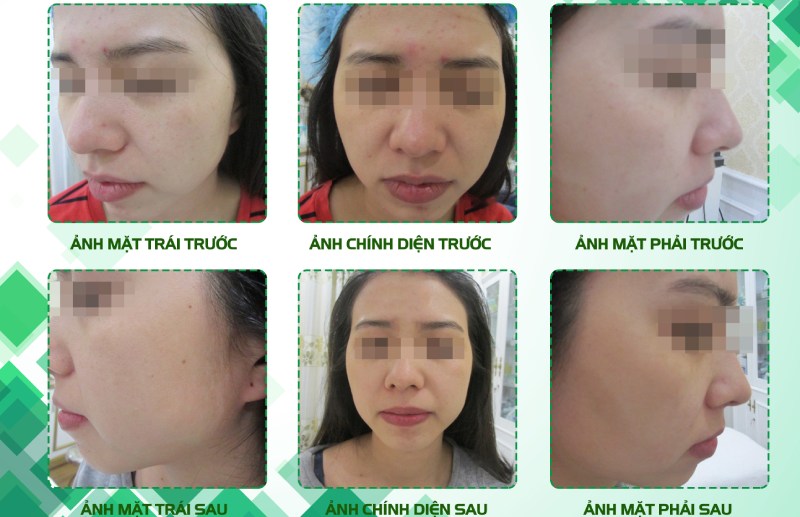 ẢNH MẶT TRÁI TRƯỚC
ẢNH CHÍNH DIỆN TRƯỚC
ẢNH MẶT PHẢI TRƯỚC
ẢNH MẶT TRÁI SAU
ẢNH CHÍNH DIỆN SAU
ẢNH MẶT PHẢI SAU